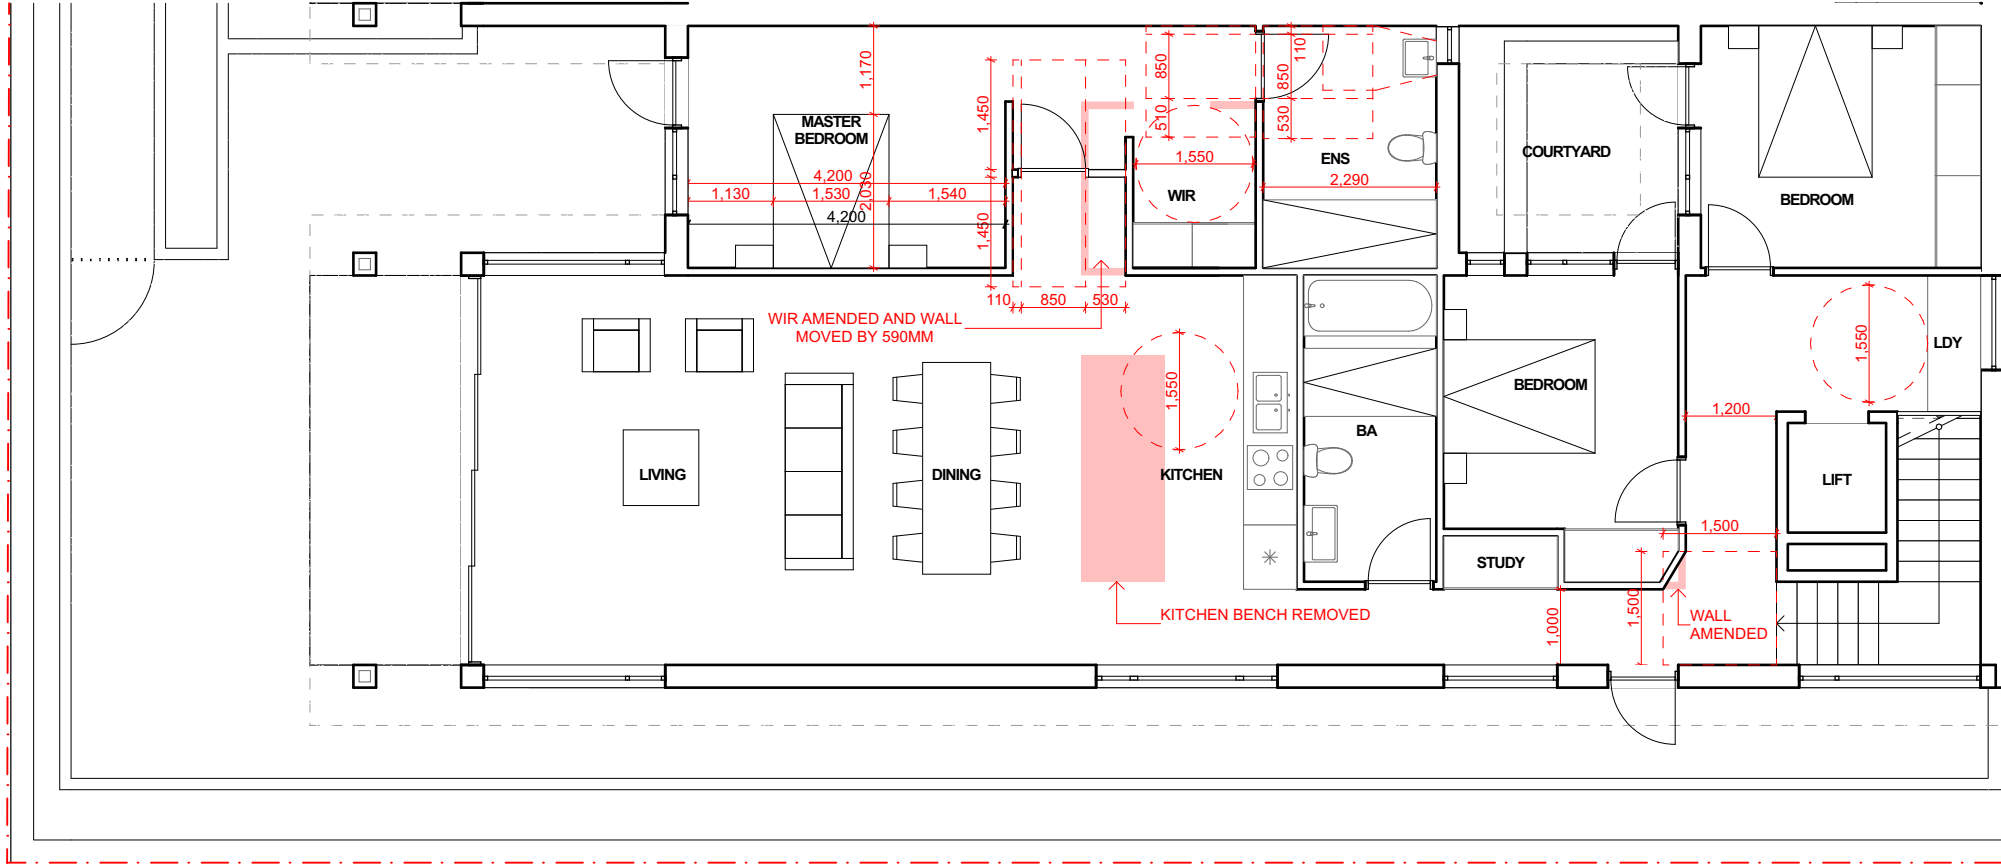 1,170
1,450
MASTER
BEDROOM
4,200
1,130
1,530
1,540
2,030
4,200
1,450
110
850
530
850
510
1,550
WIR
110
850
530
ENS
2,290
COURTYARD
BEDROOM
WIR AMENDED AND WALL
MOVED BY 590MM
1,550
BEDROOM
1,550
LDY
1,200
BA
LIVING
DINING
KITCHEN
LIFT
1,500
STUDY
KITCHEN BENCH REMOVED
1,000
1,500
WALL
AMENDED